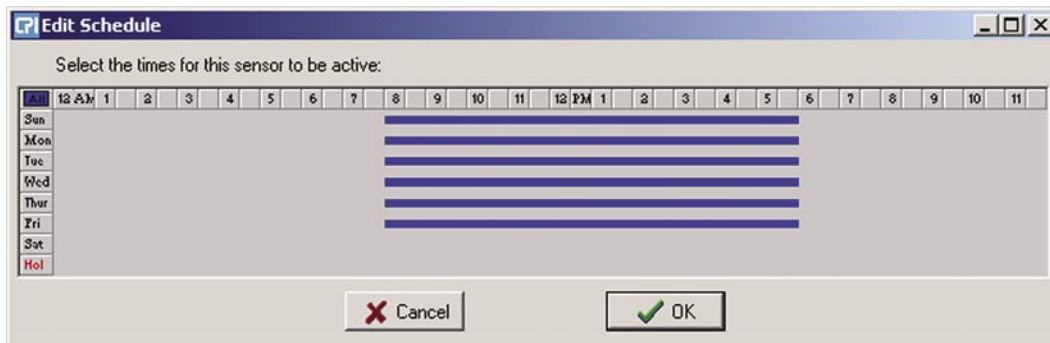 CPI Edit Schedule
Select the times for this sensor to be active:
All 12 AM 1 2 3 4 5 6 7 8 9 10 11 12 PM 1 2 3 4 5 6 7 8 9 10 11
Sun
Mon
Tue
Wed
Thur
Fri
Sat
Hol
Cancel OK